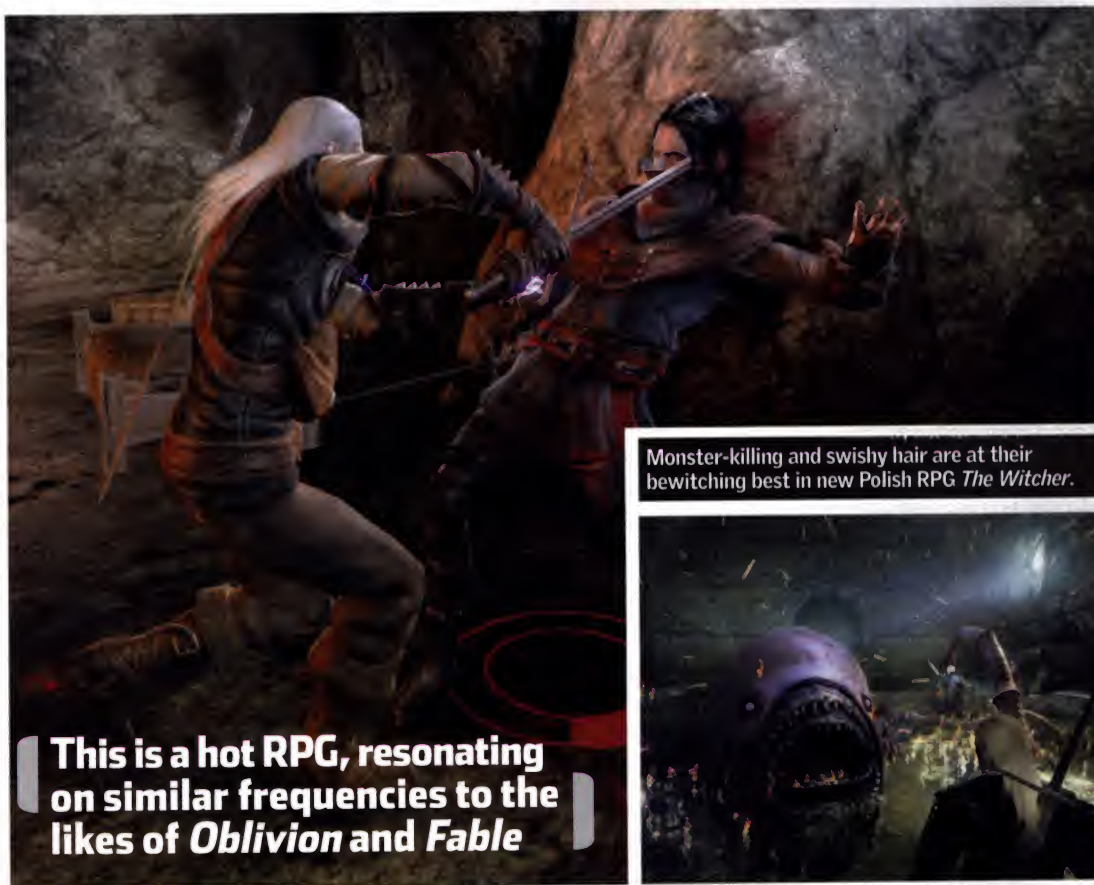 Monster-killing and swishy hair are at their
bewitching best in new Polish RPG The Witcher.
This is a hot RPG, resonating
on similar frequencies to the
likes of Oblivion and Fable